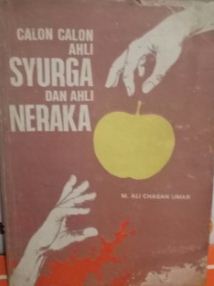 CALON CALON
AHLI
SYURGA
DAN AHLI
NERAKA
M. ALI CHASAN UMAR